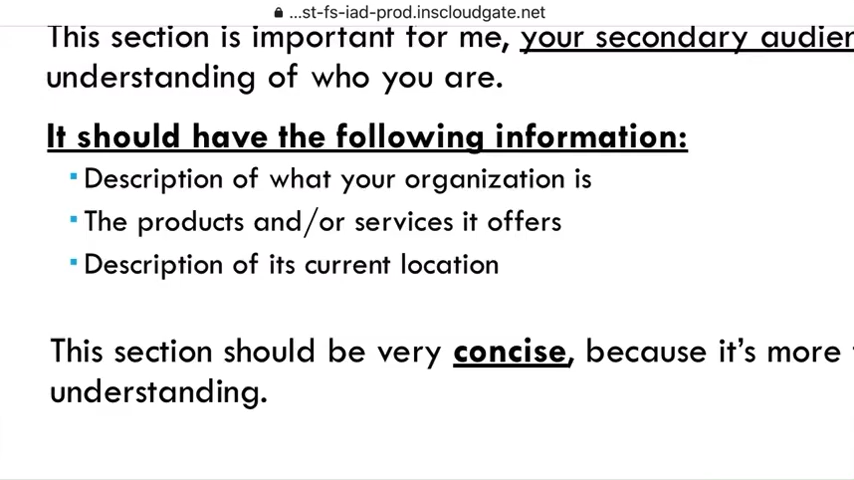 ...st-fs-iad-prod.inscloudgate.net
This section is important for me, your secondary
understanding of who you are.
It should have the following information:
Description of what your organization is
The products and/or services it offers
Description of its current location
This section should be very concise, because it's more
understanding.